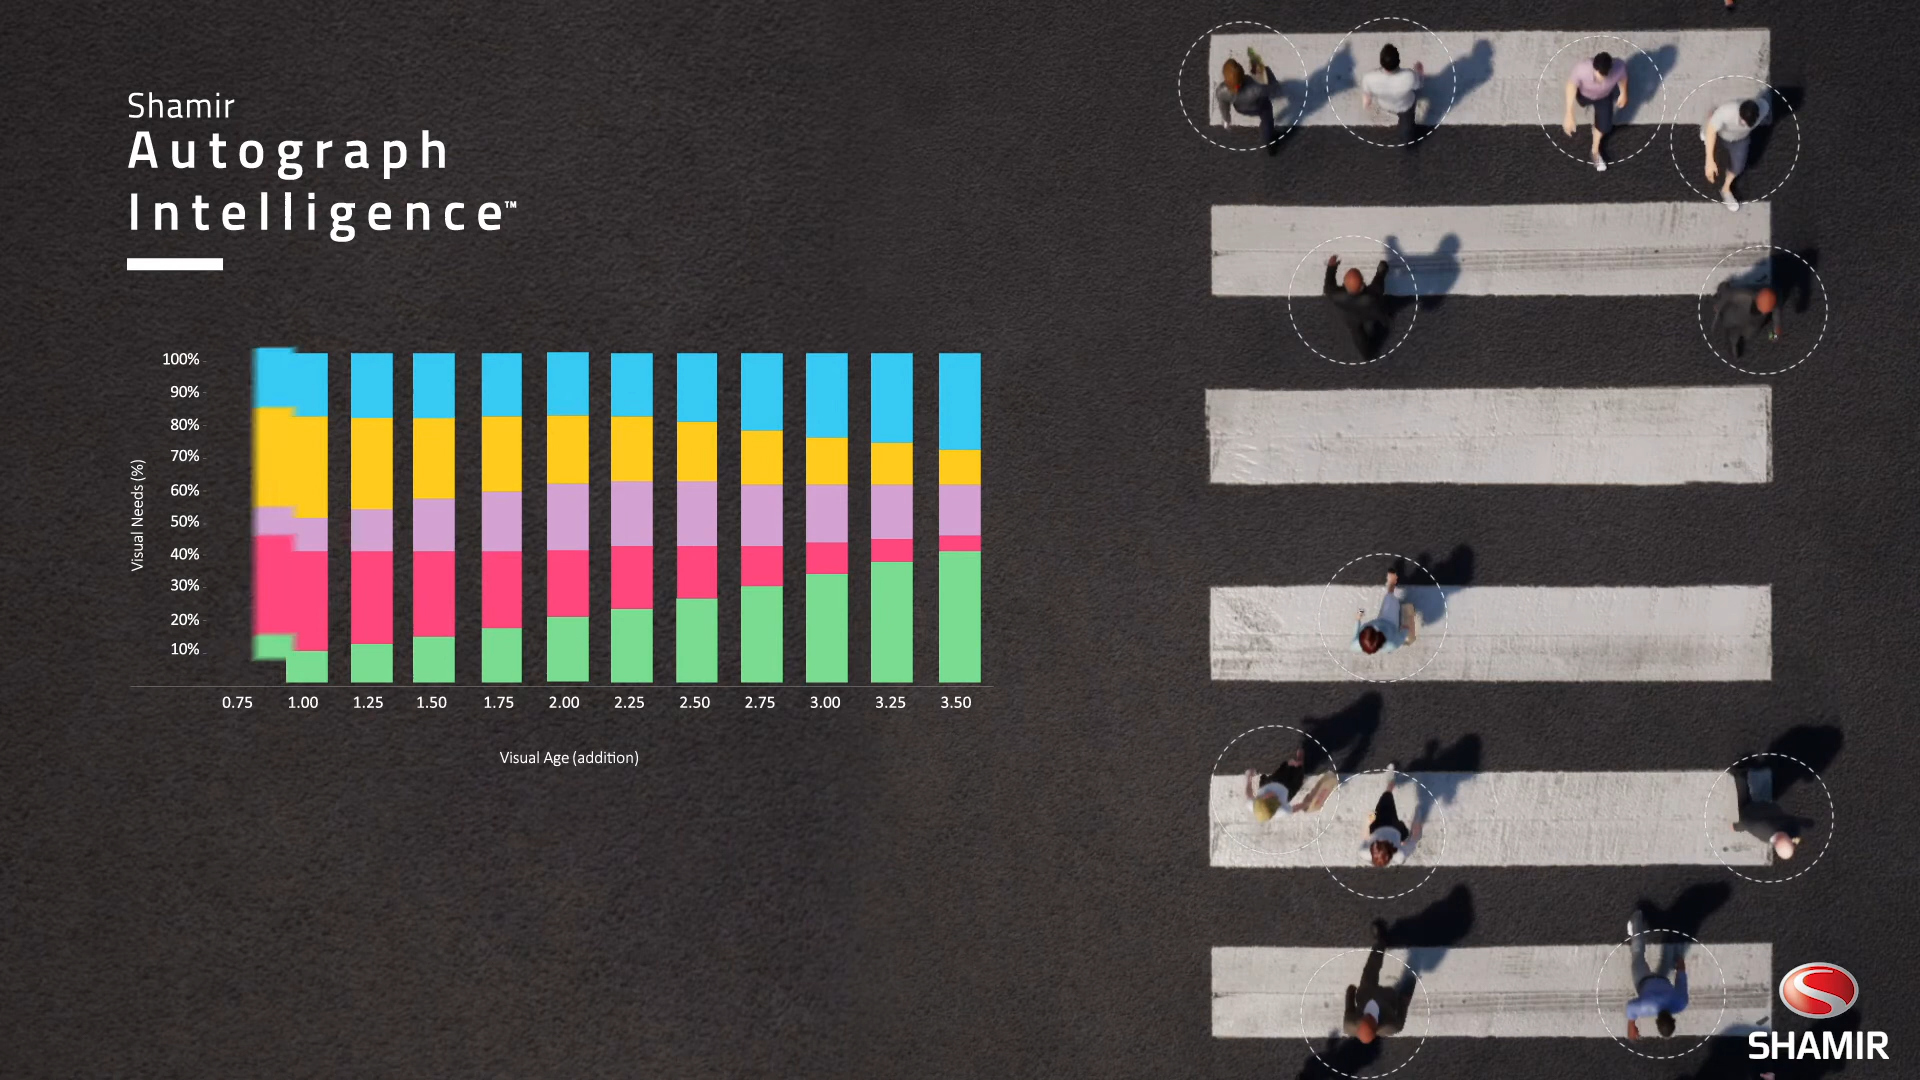 Shamir
Autograph
Intelligence™
100%
90%
80%
70%
60%
50%
40%
30%
20%
10%
Visual Needs (%)
0.75 1.00 1.25 1.50 1.75 2.00 2.25 2.50 2.75 3.00 3.25 3.50
Visual Age (addition)
SHAMIR